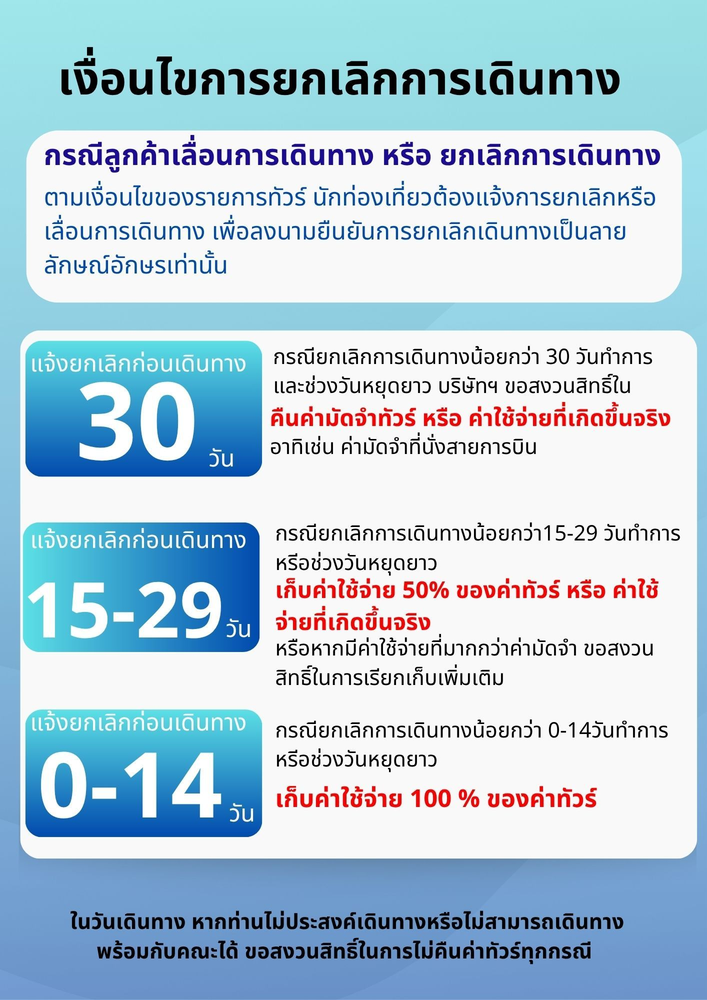 เงื่อนไขการยกเลิกการเดินทาง
กรณีลูกค้าเลื่อนการเดินทาง หรือ ยกเลิกการเดินทาง
ตามเงื่อนไขของรายการทัวร์ นักท่องเที่ยวต้องแจ้งการยกเลิกหรือ
เลื่อนการเดินทาง เพื่อลงนามยืนยันการยกเลิกเดินทางเป็นลาย
ลักษณ์อักษรเท่านั้น
แจ้งยกเลิกก่อนเดินทาง
30
วัน
กรณียกเลิกการเดินทางน้อยกว่า 30 วันทำการ
และช่วงวันหยุดยาว บริษัทฯ ขอสงวนสิทธิ์ใน
คืนค่ามัดจำทัวร์ หรือ ค่าใช้จ่ายที่เกิดขึ้นจริง
อาทิเช่น ค่ามัดจำที่นั่งสายการบิน
แจ้งยกเลิกก่อนเดินทาง
15-29
วัน
กรณียกเลิกการเดินทางน้อยกว่า15-29 วันทำการ
หรีอช่วงวันหยุดยาว
เก็บค่าใช้จ่าย 50% ของค่าทัวร์ หรือ ค่าใช้
จ่ายที่เกิดขึ้นจริง
หรือหากมีค่าใช้จ่ายที่มากกว่าค่ามัดจำ ขอสงวน
สิทธิ์ในการเรียกเก็บเพิ่มเติม
แจ้งยกเลิกก่อนเดินทาง
0-14
วัน
กรณียกเลิกการเดินทางน้อยกว่า 0-14วันทำการ
หรีอช่วงวันหยุดยาว
เก็บค่าใช้จ่าย 100 % ของค่าทัวร์
ในวันเดินทาง หากท่านไม่ประสงค์เดินทางหรือไม่สามารถเดินทาง
พร้อมกับคณะได้ ขอสงวนสิทธิ์ในการไม่คืนค่าทัวร์ทุกกรณี